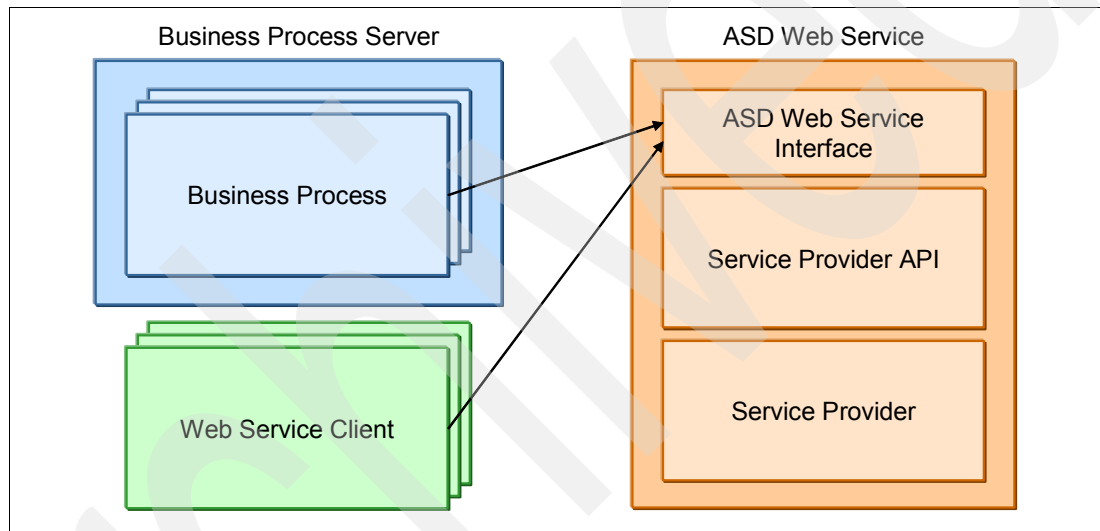 Business Process Server
Business Process
Web Service Client
ASD Web Service
ASD Web Service
Interface
Service Provider API
Service Provider